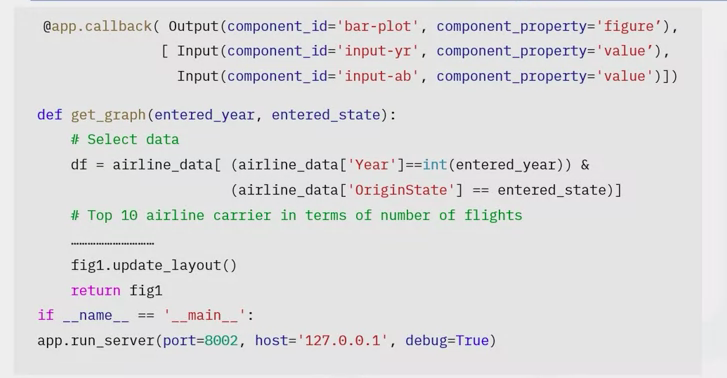 @app.callback( Output(component_id='bar-plot', component_property='figure’),
[ Input(component_id='input-yr', component_property='value’),
Input(component_id='input-ab', component_property='value')])
def get_graph(entered_year, entered_state):
# Select data
df = airline_data[ (airline_data['Year']==int(entered_year)) &
(airline_data['OriginState'] == entered_state)]
# Top 10 airline carrier in terms of number of flights
…………………………
fig1.update_layout()
return fig1
if __name__ == '__main__':
app.run_server(port=8002, host='127.0.0.1', debug=True)